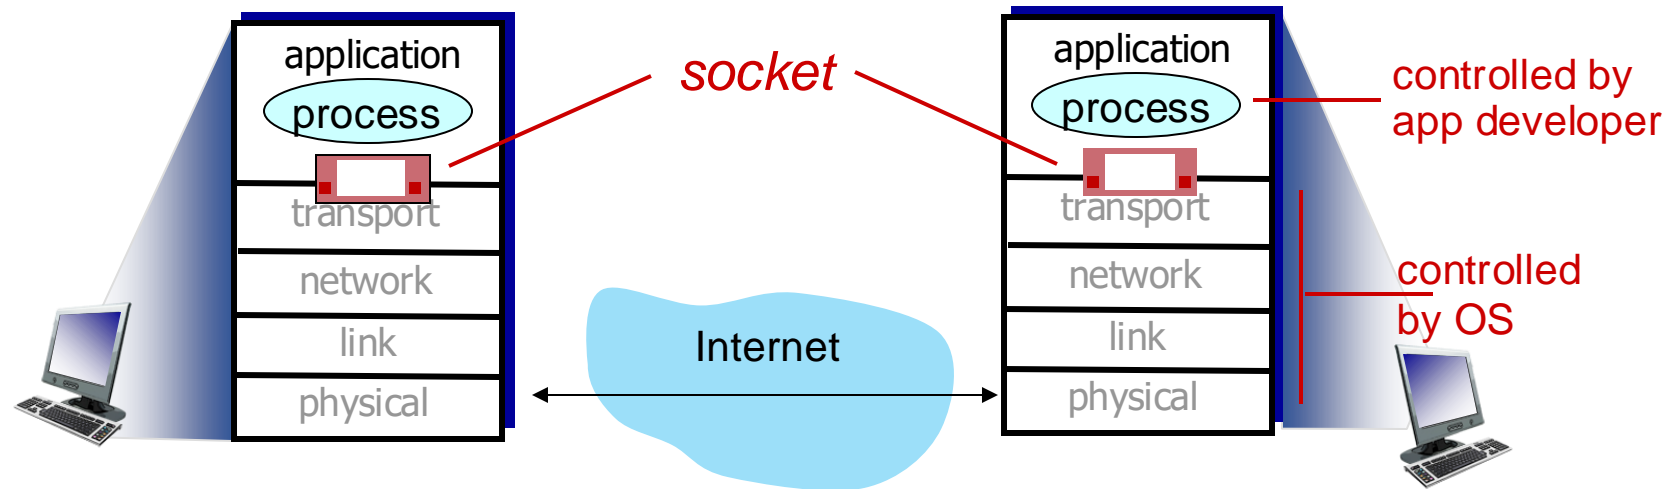 application
process
transport
network
link
physical
socket
Internet
application
process
transport
network
link
physical
controlled by
app developer
controlled
by OS